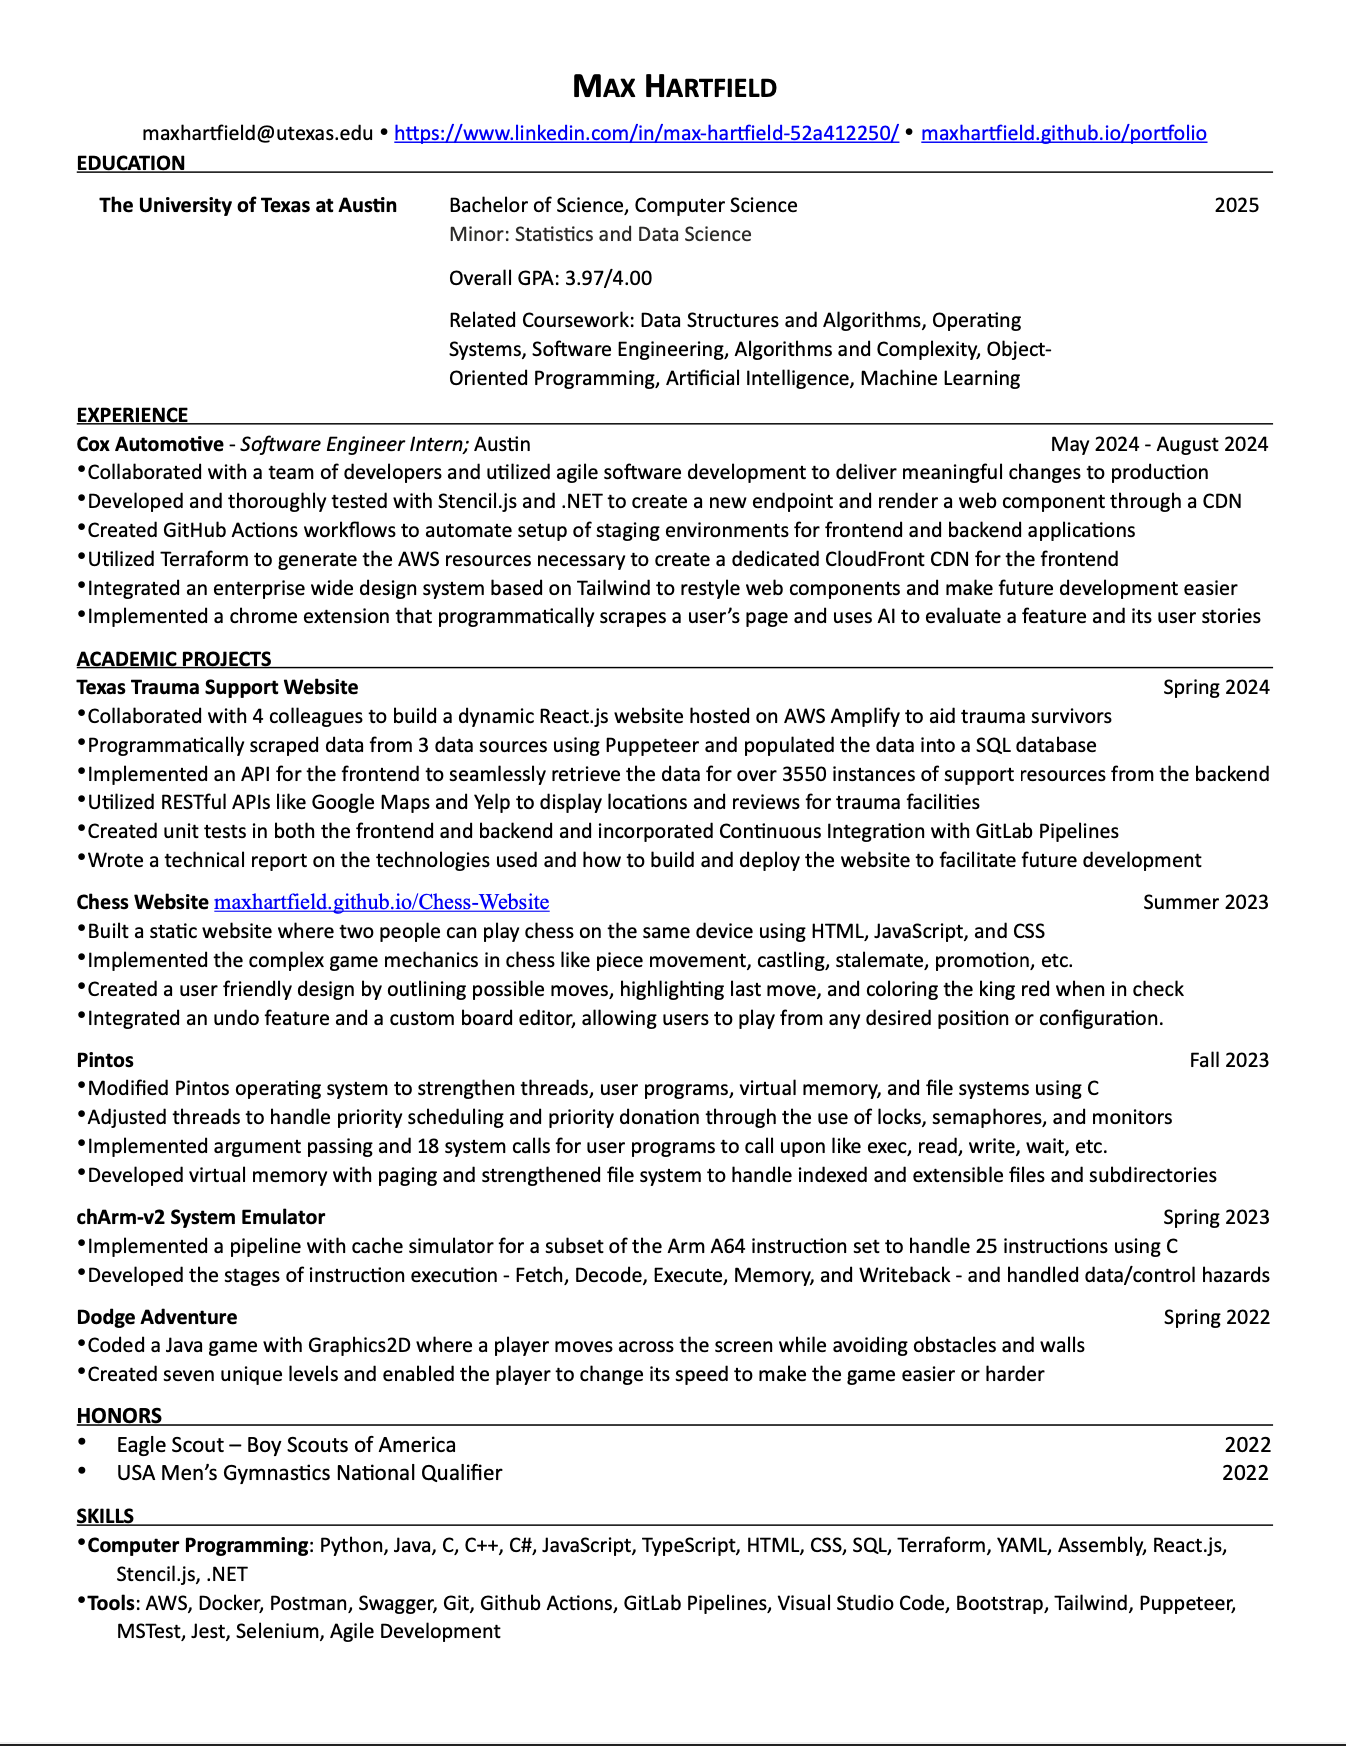 MAX HARTFIELD
maxhartfield@utexas.edu • https://www.linkedin.com/in/max-hartfield-52a412250/ • maxhartfield.github.io/portfolio
EDUCATION
The University of Texas at Austin Bachelor of Science, Computer Science 2025
Minor: Statistics and Data Science
Overall GPA: 3.97/4.00
Related Coursework: Data Structures and Algorithms, Operating
Systems, Software Engineering, Algorithms and Complexity, Object-
Oriented Programming, Artificial Intelligence, Machine Learning
EXPERIENCE
Cox Automotive - Software Engineer Intern; Austin May 2024 - August 2024
•Collaborated with a team of developers and utilized agile software development to deliver meaningful changes to production
•Developed and thoroughly tested with Stencil.js and .NET to create a new endpoint and render a web component through a CDN
•Created GitHub Actions workflows to automate setup of staging environments for frontend and backend applications
•Utilized Terraform to generate the AWS resources necessary to create a dedicated CloudFront CDN for the frontend
•Integrated an enterprise wide design system based on Tailwind to restyle web components and make future development easier
•Implemented a chrome extension that programmatically scrapes a user’s page and uses AI to evaluate a feature and its user stories
ACADEMIC PROJECTS
Texas Trauma Support Website Spring 2024
•Collaborated with 4 colleagues to build a dynamic React.js website hosted on AWS Amplify to aid trauma survivors
•Programmatically scraped data from 3 data sources using Puppeteer and populated the data into a SQL database
•Implemented an API for the frontend to seamlessly retrieve the data for over 3550 instances of support resources from the backend
•Utilized RESTful APIs like Google Maps and Yelp to display locations and reviews for trauma facilities
•Created unit tests in both the frontend and backend and incorporated Continuous Integration with GitLab Pipelines
•Wrote a technical report on the technologies used and how to build and deploy the website to facilitate future development
Chess Website maxhartfield.github.io/Chess-Website Summer 2023
•Built a static website where two people can play chess on the same device using HTML, JavaScript, and CSS
•Implemented the complex game mechanics in chess like piece movement, castling, stalemate, promotion, etc.
•Created a user friendly design by outlining possible moves, highlighting last move, and coloring the king red when in check
•Integrated an undo feature and a custom board editor, allowing users to play from any desired position or configuration.
Pintos Fall 2023
•Modified Pintos operating system to strengthen threads, user programs, virtual memory, and file systems using C
•Adjusted threads to handle priority scheduling and priority donation through the use of locks, semaphores, and monitors
•Implemented argument passing and 18 system calls for user programs to call upon like exec, read, write, wait, etc.
•Developed virtual memory with paging and strengthened file system to handle indexed and extensible files and subdirectories
chArm-v2 System Emulator Spring 2023
•Implemented a pipeline with cache simulator for a subset of the Arm A64 instruction set to handle 25 instructions using C
•Developed the stages of instruction execution - Fetch, Decode, Execute, Memory, and Writeback - and handled data/control hazards
Dodge Adventure Spring 2022
•Coded a Java game with Graphics2D where a player moves across the screen while avoiding obstacles and walls
•Created seven unique levels and enabled the player to change its speed to make the game easier or harder
HONORS
• Eagle Scout – Boy Scouts of America 2022
• USA Men’s Gymnastics National Qualifier 2022
SKILLS
•Computer Programming: Python, Java, C, C++, C#, JavaScript, TypeScript, HTML, CSS, SQL, Terraform, YAML, Assembly, React.js,
Stencil.js, .NET
•Tools: AWS, Docker, Postman, Swagger, Git, Github Actions, GitLab Pipelines, Visual Studio Code, Bootstrap, Tailwind, Puppeteer,
MSTest, Jest, Selenium, Agile Development